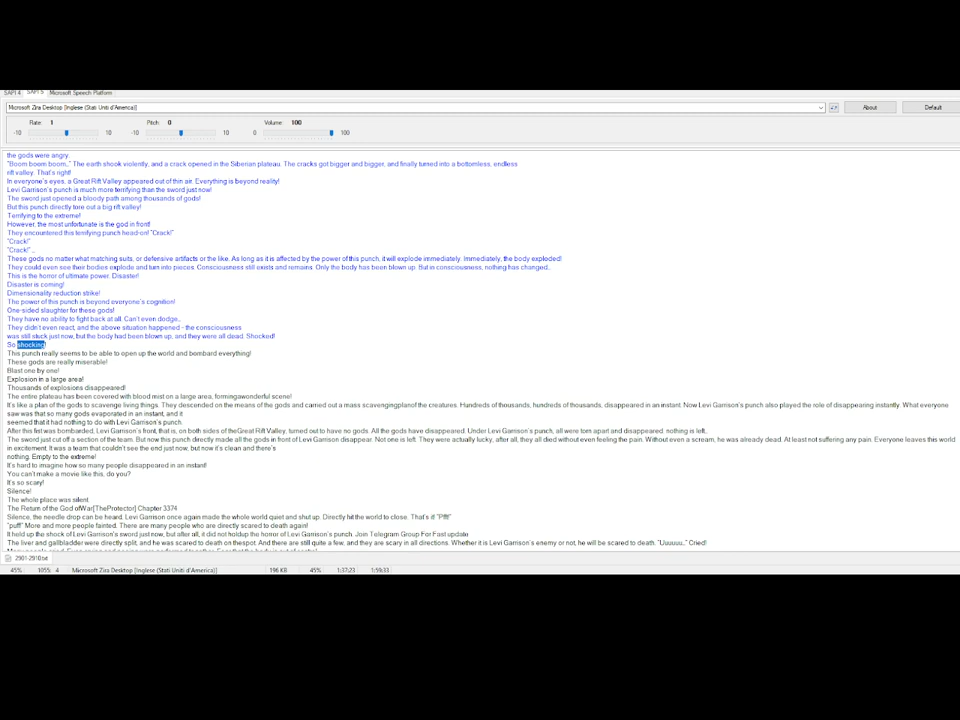 SAPI 4 SAPI 5 Microsoft Speech Platform
Microsoft Zira Desktop [Inglese (Stati Uniti d'America)] About Default
Rate: 1 Pitch: 0 Volume: 100
-10 10 -10 10 0 100
the gods were angry.
"Boom boom boom.." The earth shook violently, and a crack opened in the Siberian plateau. The cracks got bigger and bigger, and finally turned into a bottomless, endless
rift valley. That's right!
In everyone's eyes, a Great Rift Valley appeared out of thin air. Everything is beyond reality!
Levi Garrison's punch is much more terrifying than the sword just now!
The sword just opened a bloody path among thousands of gods!
But this punch directly tore out a big rift valley!
Terrifying to the extreme!
However, the most unfortunate is the god in front!
They encountered this terrifying punch head-on! "Crack!"
"Crack!"
"Crack!"...
These gods no matter what matching suits, or defensive artifacts or the like. As long as it is affected by the power of this punch, it will explode immediately. Immediately, the body exploded!
They could even see their bodies explode and turn into pieces. Consciousness still exists and remains. Only the body has been blown up. But in consciousness, nothing has changed..
This is the horror of ultimate power. Disaster!
Disaster is coming!
Dimensionality reduction strike!
The power of this punch is beyond everyone's cognition!
One-sided slaughter for these gods!
They have no ability to fight back at all. Can't even dodge..
They didn't even react, and the above situation happened - the consciousness
was still stuck just now, but the body had been blown up, and they were all dead. Shocked!
So shocking.
This punch really seems to be able to open up the world and bombard everything!
These gods are really miserable!
Blast one by one!
Explosion in a large area!
Thousands of explosions disappeared!
The entire plateau has been covered with blood mist on a large area, formingawonderful scene!
It's like a plan of the gods to scavenge living things. They descended on the means of the gods and carried out a mass scavengingplanof the creatures. Hundreds of thousands, hundreds of thousands, disappeared in an instant. Now Levi Garrison's punch also played the role of disappearing instantly. What everyone
saw was that so many gods evaporated in an instant, and it
seemed that it had nothing to do with Levi Garrison's punch.
After this fist was bombarded, Levi Garrison's front, that is, on both sides of theGreat Rift Valley, turned out to have no gods. All the gods have disappeared. Under Levi Garrison's punch, all were torn apart and disappeared. nothing is left..
The sword just cut off a section of the team. But now this punch directly made all the gods in front of Levi Garrison disappear. Not one is left. They were actually lucky, after all, they all died without even feeling the pain. Without even a scream, he was already dead. At least not suffering any pain. Everyone leaves this world
in excitement. It was a team that couldn't see the end just now, but now it's clean and there's
nothing. Empty to the extreme!
It's hard to imagine how so many people disappeared in an instant!
You can't make a movie like this, do you?
It's so scary!
Silence!
The whole place was silent.
The Return of the God ofWar[TheProtector] Chapter 3374
Silence, the needle drop can be heard. Levi Garrison once again made the whole world quiet and shut up. Directly hit the world to close. That's it! "Pfft"
"puff" More and more people fainted. There are many people who are directly scared to death again!
It held up the shock of Levi Garrison's sword just now, but after all, it did not holdup the horror of Levi Garrison's punch. Join Telegram Group For Fast update
The liver and gallbladder were directly split, and he was scared to death on thespot. And there are still quite a few, and they are scary in all directions. Whether it is Levi Garrison's enemy or not, he will be scared to death. "Uuuuuu.." Cried!
2901-2910.txt
45% 1055: 4 Microsoft Zira Desktop [Inglese (Stati Uniti d'America)] 196 KB 45% 1:37:23 1:59:33